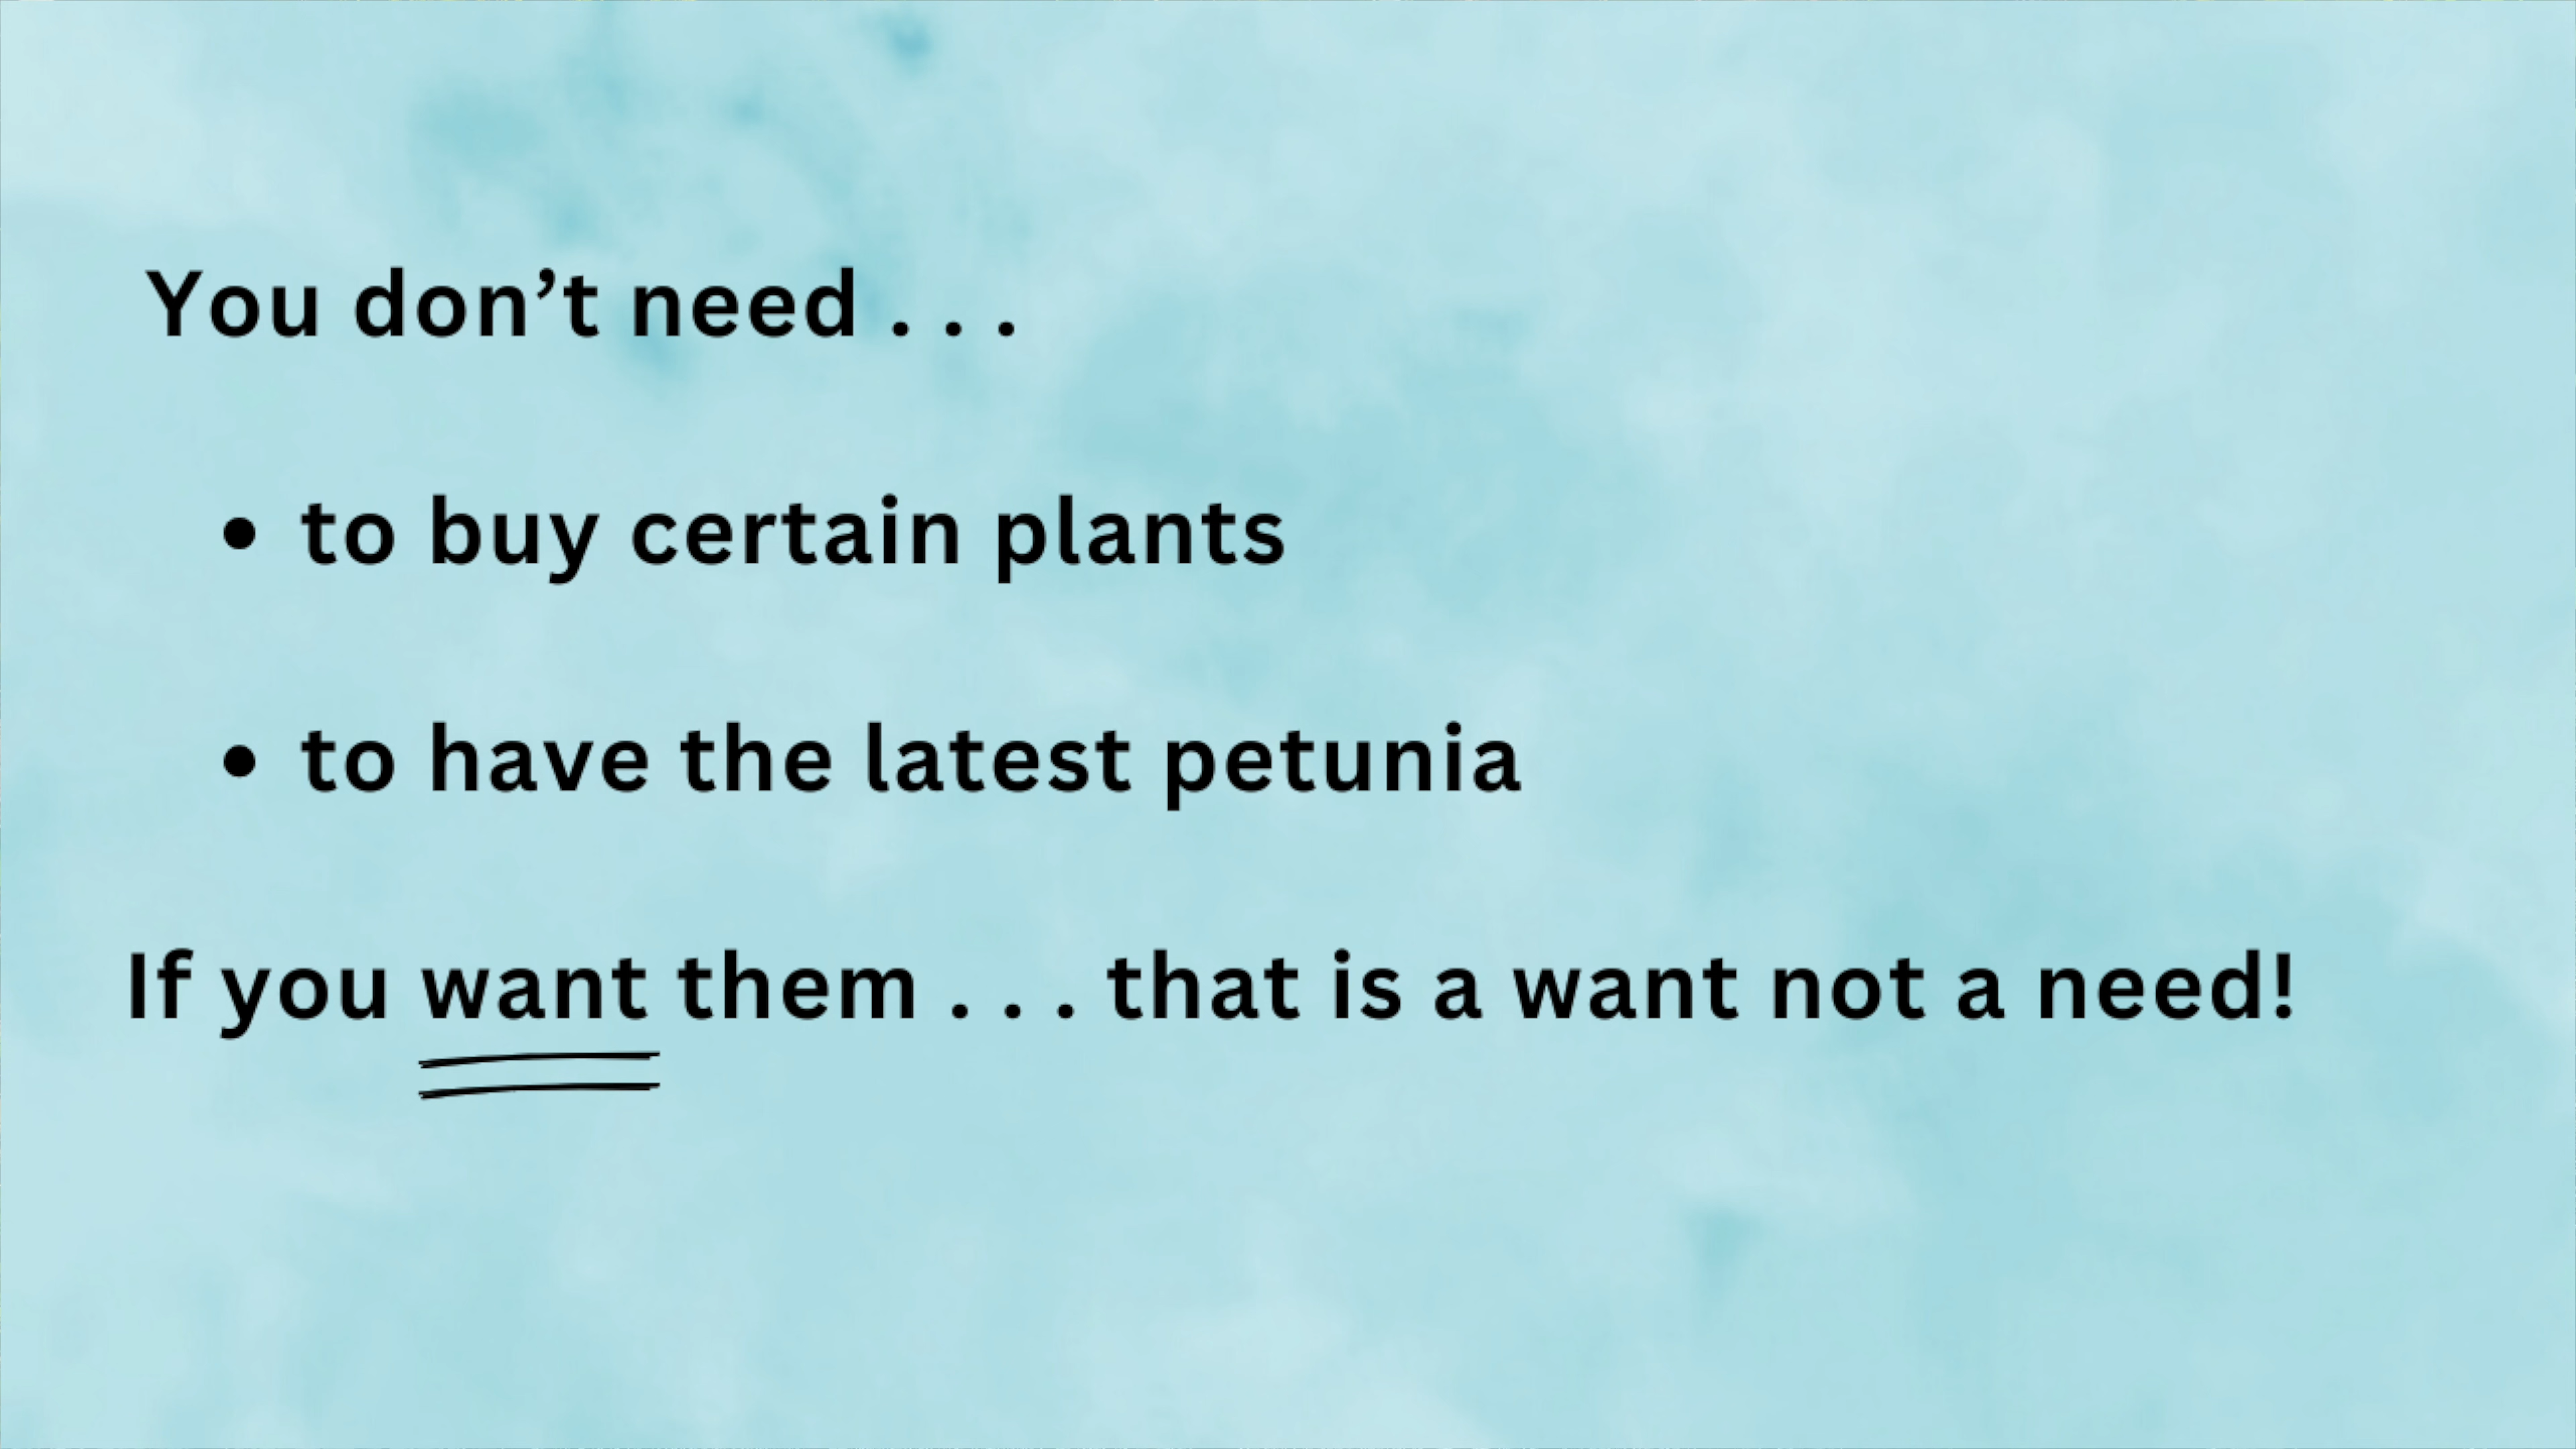 You don’t need . . .
• to buy certain plants
• to have the latest petunia
If you want them . . . that is a want not a need!